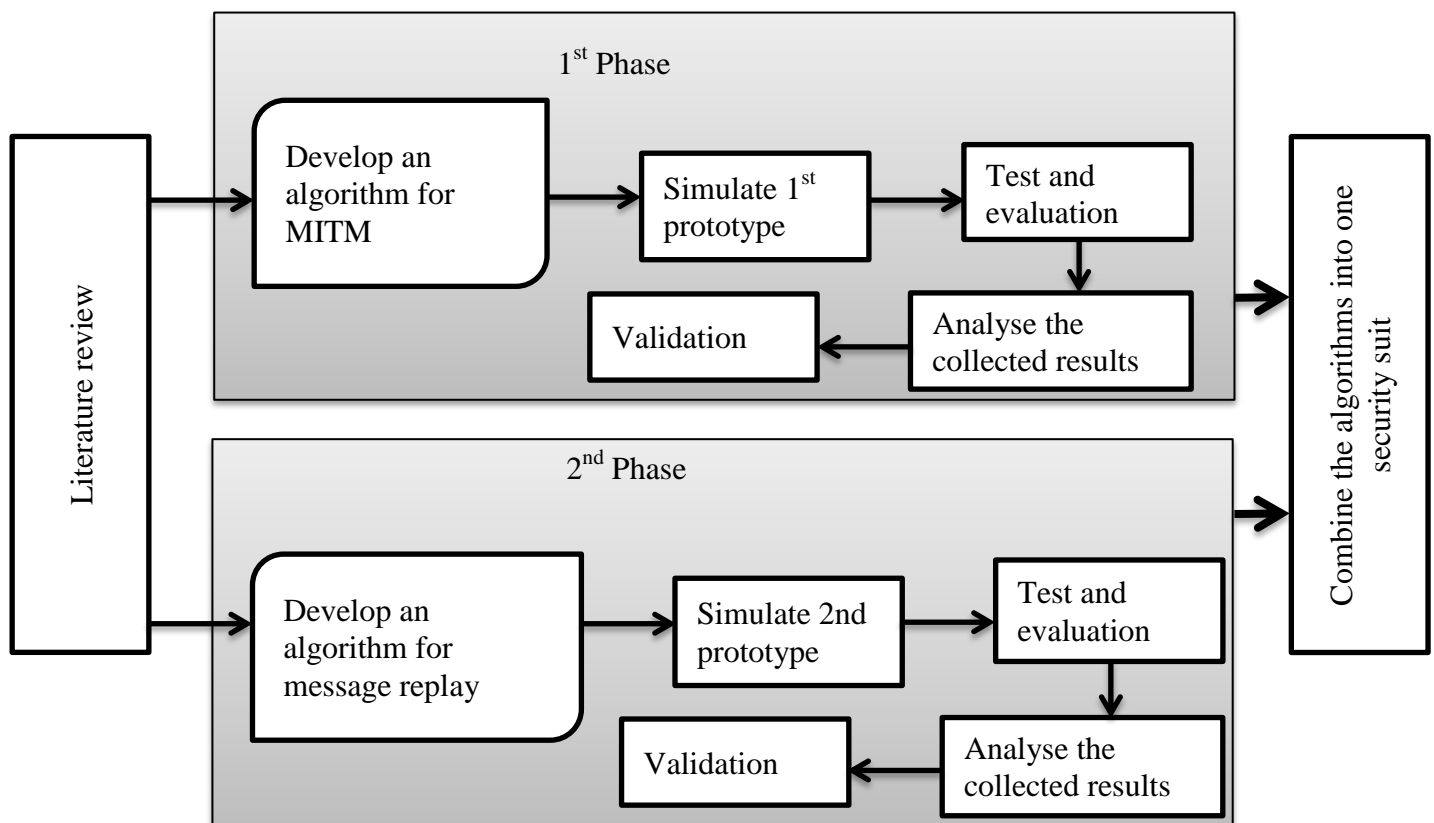 Literature review
1st Phase
Develop an
algorithm for
MITM
Simulate 1st
prototype
Test and
evaluation
Analyse the
collected results
Validation
2nd Phase
Develop an
algorithm for
message replay
Simulate 2nd
prototype
Test and
evaluation
Analyse the
collected results
Validation
Combine the algorithms into one
security suit